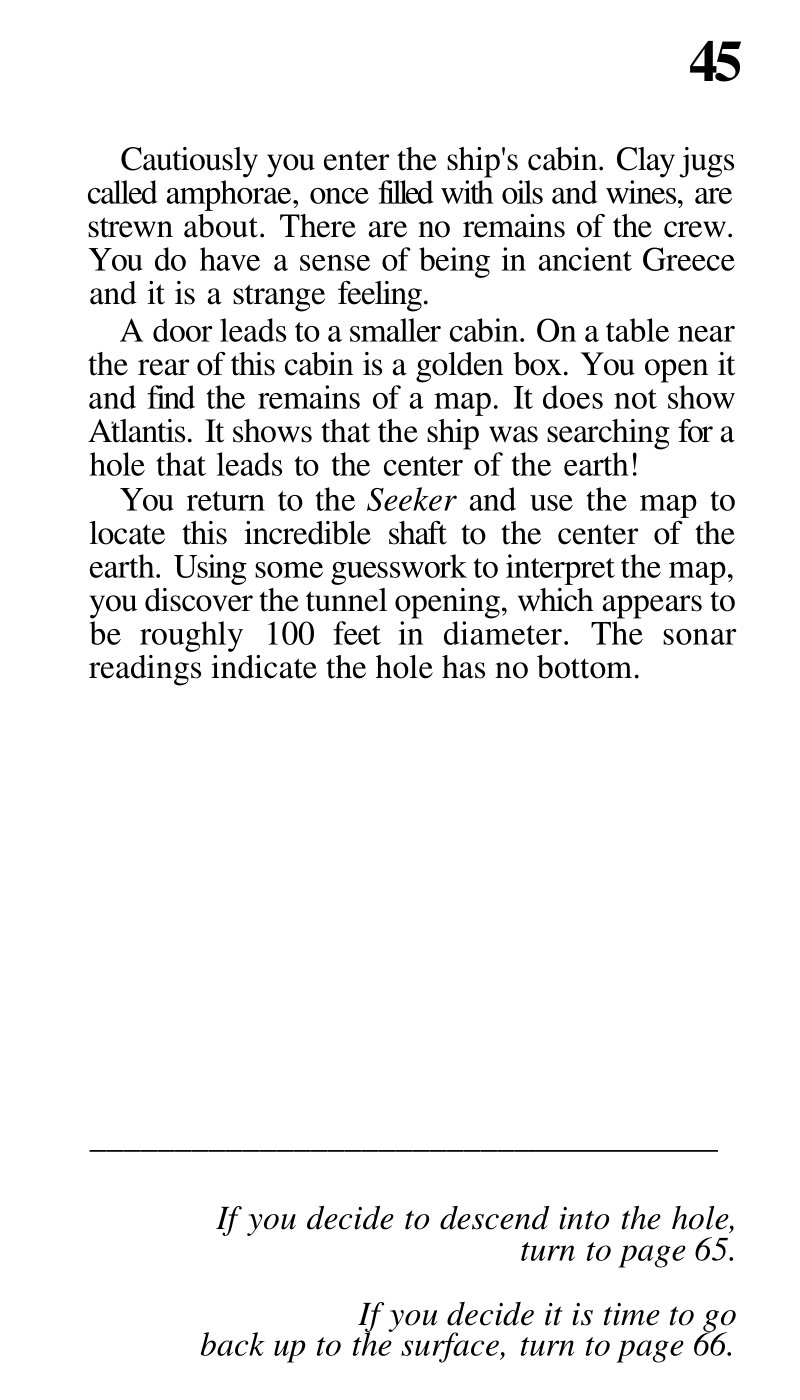 45
Cautiously you enter the ship's cabin. Clay jugs
called amphorae, once filled with oils and wines, are
strewn about. There are no remains of the crew.
You do have a sense of being in ancient Greece
and it is a strange feeling.
A door leads to a smaller cabin. On a table near
the rear of this cabin is a golden box. You open it
and find the remains of a map. It does not show
Atlantis. It shows that the ship was searching for a
hole that leads to the center of the earth!
You return to the Seeker and use the map to
locate this incredible shaft to the center of the
earth. Using some guesswork to interpret the map,
you discover the tunnel opening, which appears to
be roughly 100 feet in diameter. The sonar
readings indicate the hole has no bottom.
If you decide to descend into the hole,
turn to page 65.
If you decide it is time to go
back up to the surface, turn to page 66.